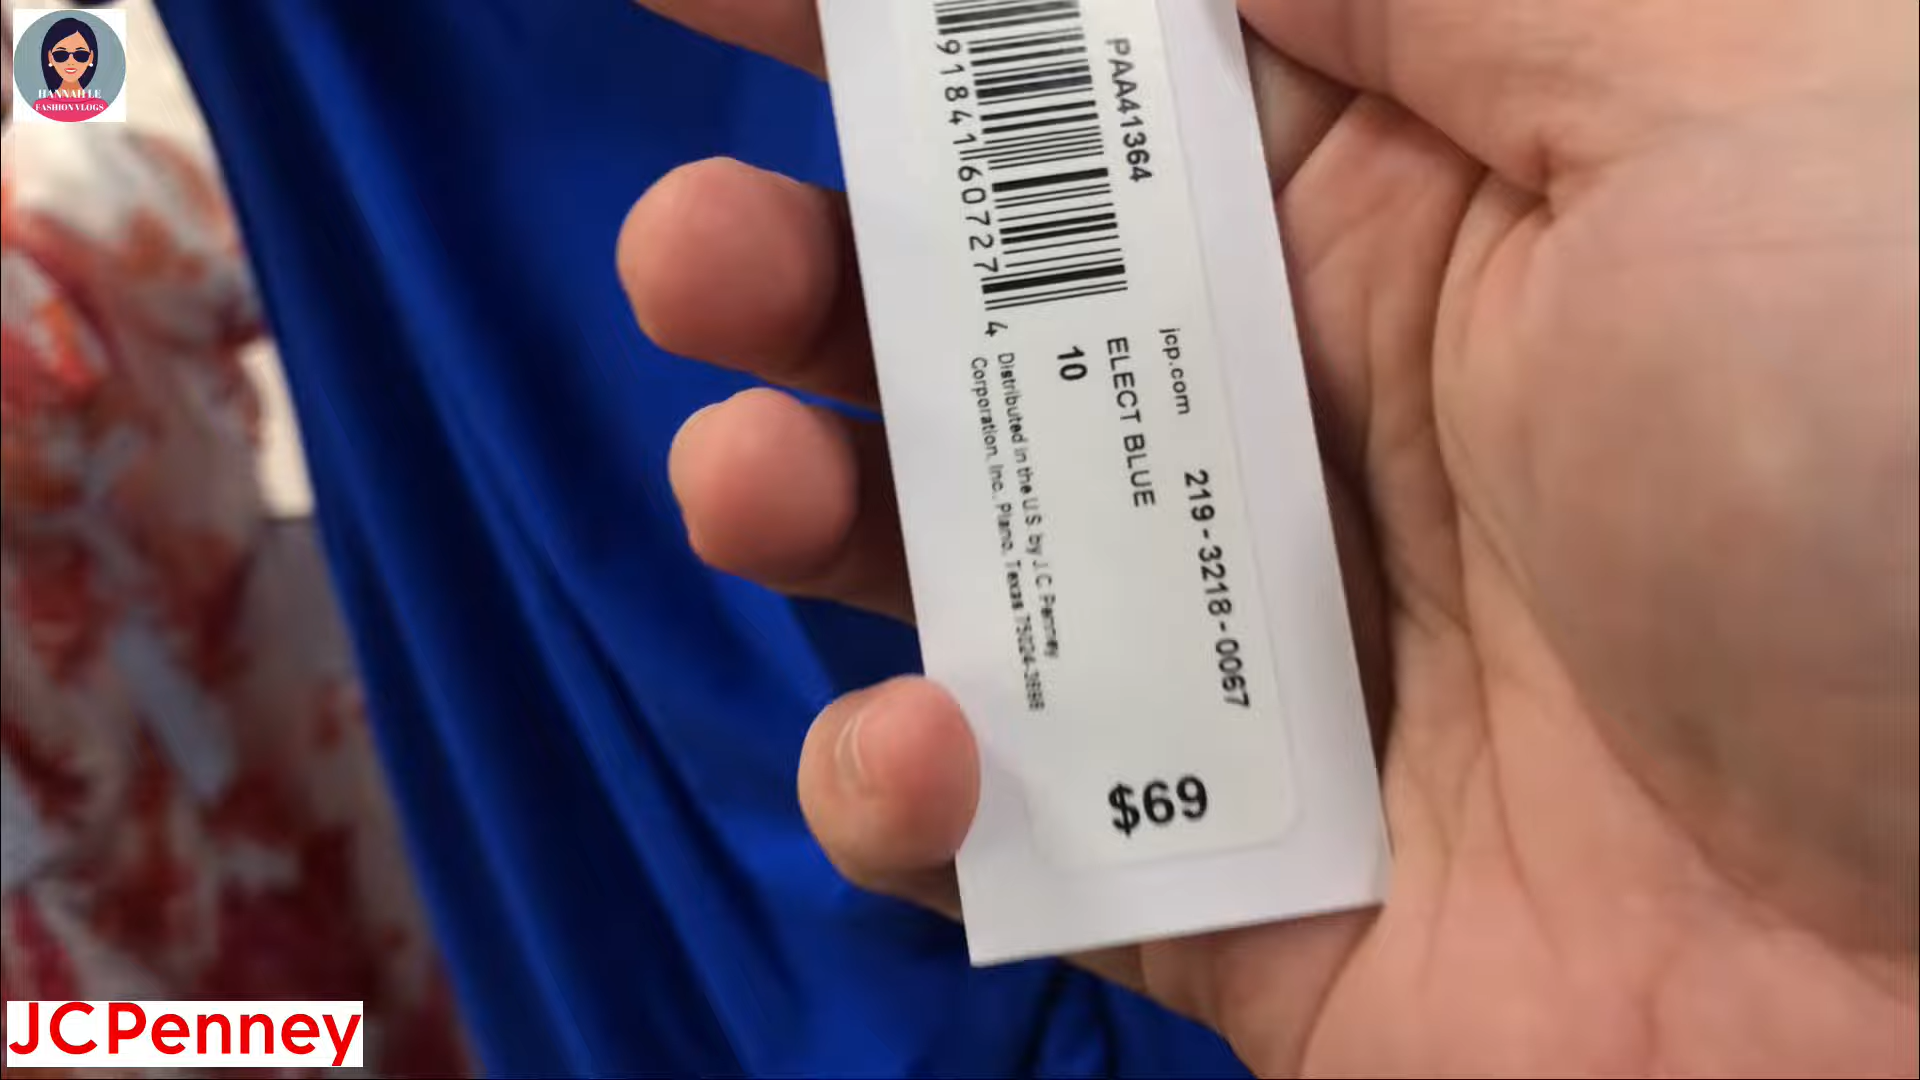 HANNAH LE
FASHION VLOGS
PAA41364
9184160727 4
jcp.com 219-3218-0067
ELECT BLUE
10
Distributed in the U.S. by J.C. Penney
Corporation, Inc., Plano, Texas
$69
JCPenney